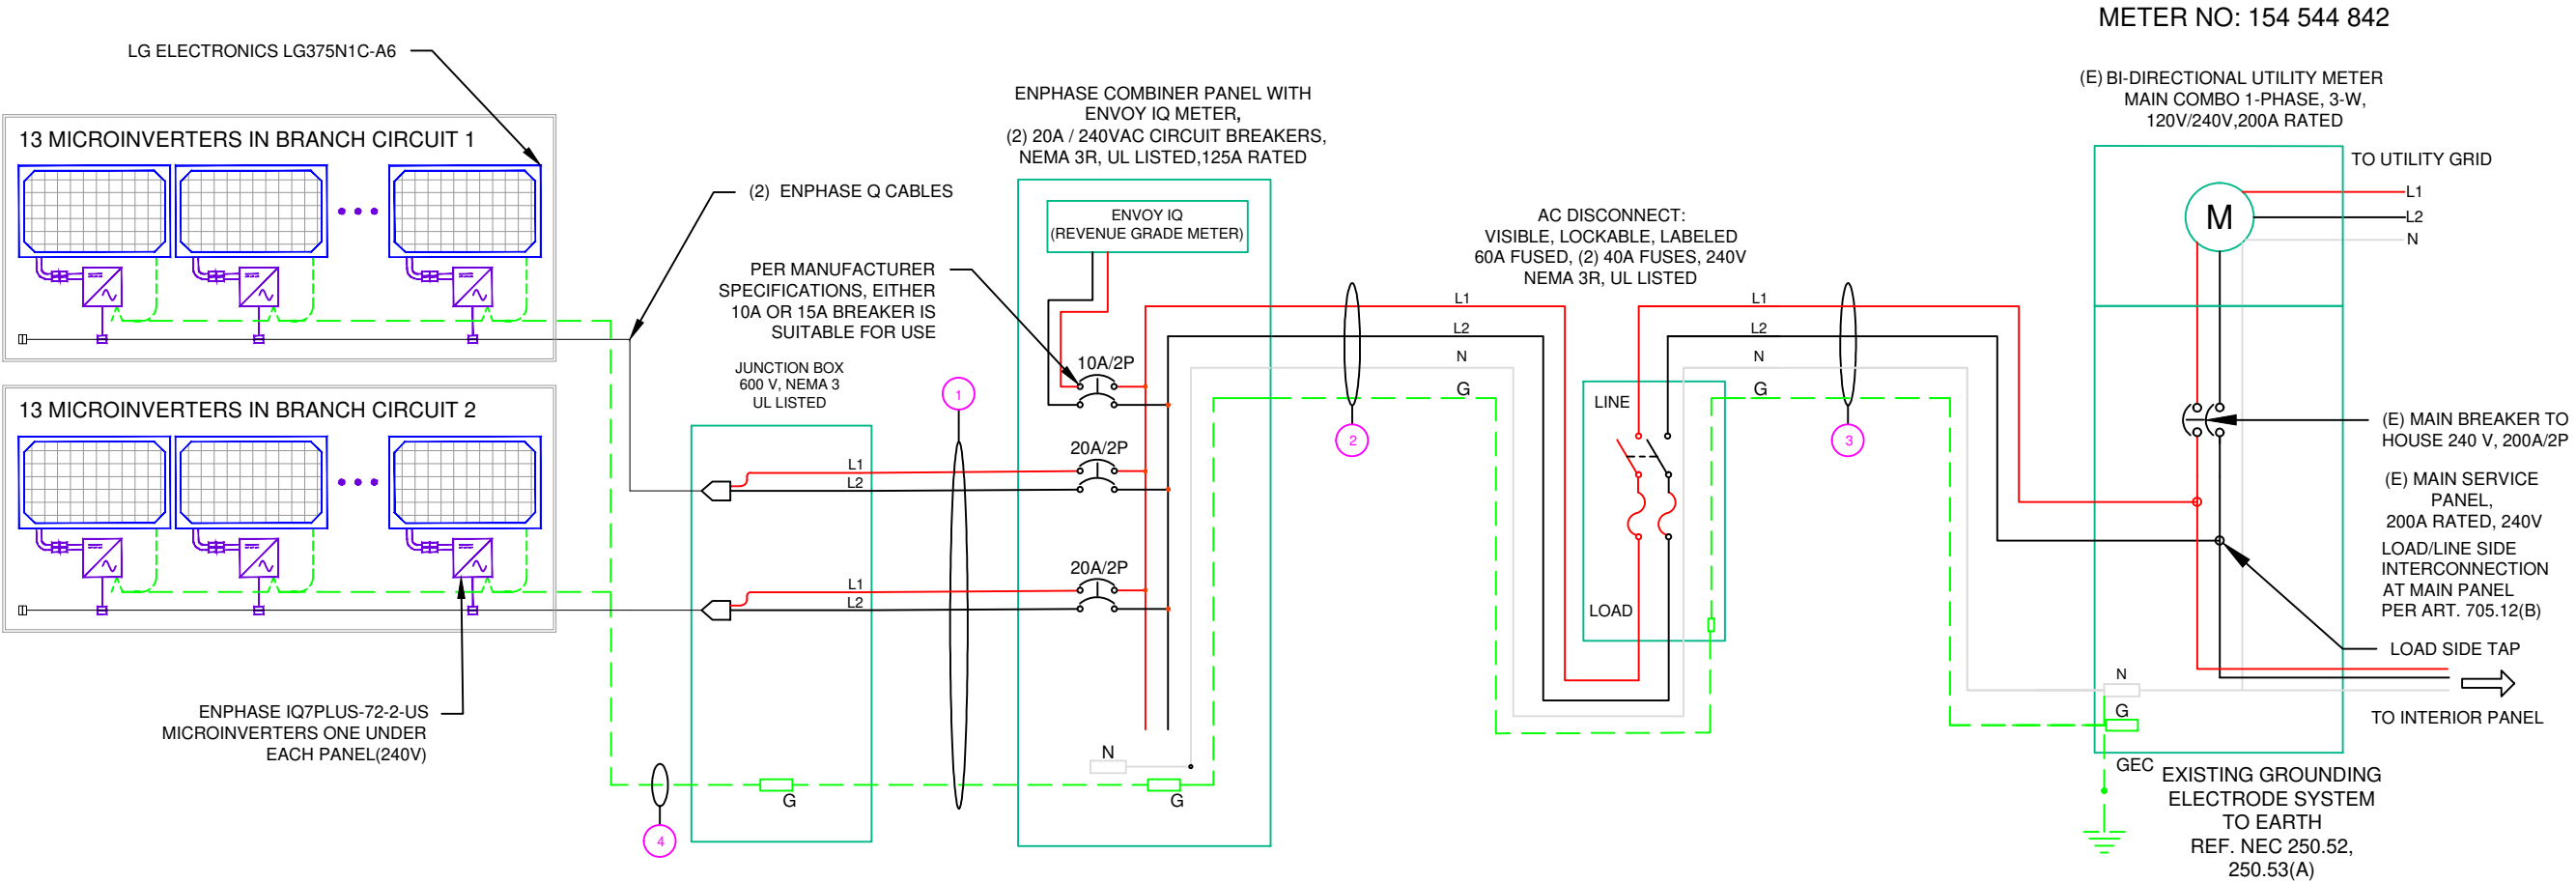 METER NO: 154 544 842
LG ELECTRONICS LG375N1C-A6
13 MICROINVERTERS IN BRANCH CIRCUIT 1
13 MICROINVERTERS IN BRANCH CIRCUIT 2
ENPHASE IQ7PLUS-72-2-US
MICROINVERTERS ONE UNDER
EACH PANEL(240V)
(2) ENPHASE Q CABLES
PER MANUFACTURER
SPECIFICATIONS, EITHER
10A OR 15A BREAKER IS
SUITABLE FOR USE
JUNCTION BOX
600 V, NEMA 3
UL LISTED
L1
L2
L1
L2
G
4
1
ENPHASE COMBINER PANEL WITH
ENVOY IQ METER,
(2) 20A / 240VAC CIRCUIT BREAKERS,
NEMA 3R, UL LISTED,125A RATED
ENVOY IQ
(REVENUE GRADE METER)
10A/2P
20A/2P
20A/2P
N
G
L1
L2
N
G
2
AC DISCONNECT:
VISIBLE, LOCKABLE, LABELED
60A FUSED, (2) 40A FUSES, 240V
NEMA 3R, UL LISTED
LINE
LOAD
L1
L2
N
G
3
(E) BI-DIRECTIONAL UTILITY METER
MAIN COMBO 1-PHASE, 3-W,
120V/240V,200A RATED
TO UTILITY GRID
M
L1
L2
N
(E) MAIN BREAKER TO
HOUSE 240 V, 200A/2P
(E) MAIN SERVICE
PANEL,
200A RATED, 240V
LOAD/LINE SIDE
INTERCONNECTION
AT MAIN PANEL
PER ART. 705.12(B)
LOAD SIDE TAP
N
G
TO INTERIOR PANEL
GEC
EXISTING GROUNDING
ELECTRODE SYSTEM
TO EARTH
REF. NEC 250.52,
250.53(A)